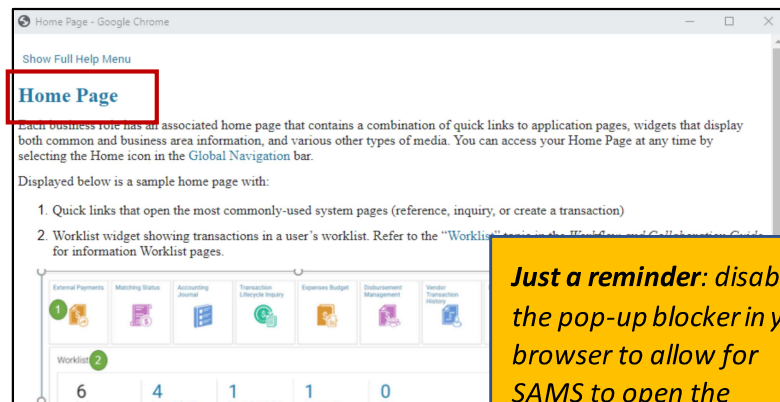 Home Page - Google Chrome
Show Full Help Menu
Home Page
Each business role has an associated home page that contains a combination of quick links to application pages, widgets that display
both common and business area information, and various other types of media. You can access your Home Page at any time by
selecting the Home icon in the Global Navigation bar.
Displayed below is a sample home page with:
1. Quick links that open the most commonly-used system pages (reference, inquiry, or create a transaction)
2. Worklist widget showing transactions in a user's worklist. Refer to the "Worklist" topic in the Workflow and Collaboration Guide
for information Worklist pages.
External Payments
Matching Status
Accounting
Journal
Transaction
Lifecycle Inquiry
Expenses Budget
Disbursement
Management
Vendor
Transaction
History
1
Worklist 2
6 4 1 1 0
Just a reminder: disab
the pop-up blocker in y
browser to allow for
SAMS to open the